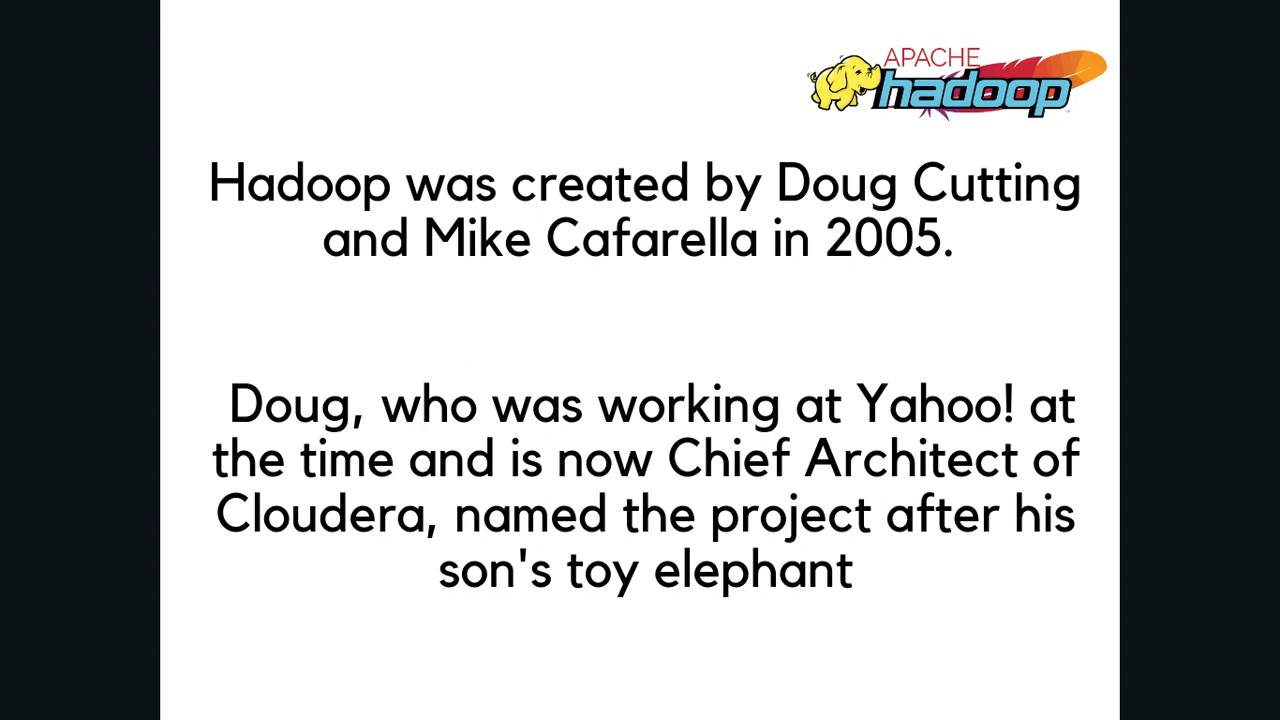 APACHE
hadoop
Hadoop was created by Doug Cutting
and Mike Cafarella in 2005.
Doug, who was working at Yahoo! at
the time and is now Chief Architect of
Cloudera, named the project after his
son's toy elephant